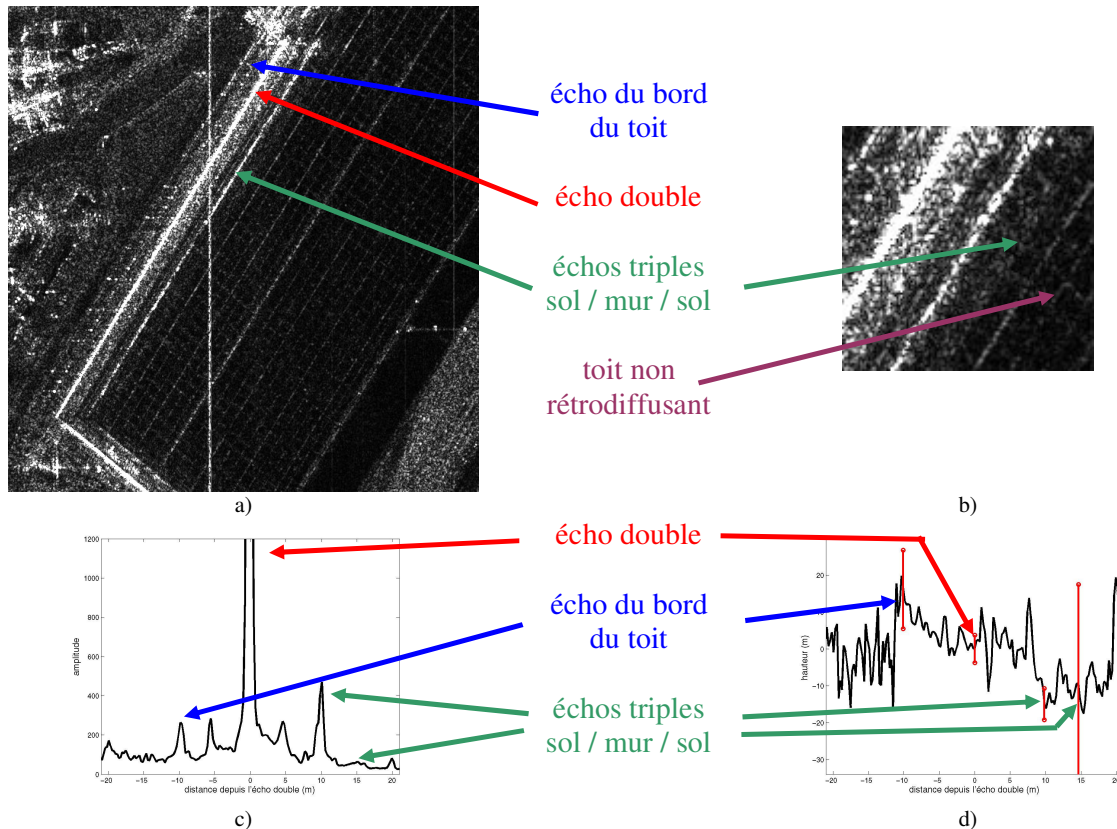 écho du bord
du toit
écho double
échos triples
sol / mur / sol
toit non
rétrodiffusant
a)
b)
écho double
écho du bord
du toit
échos triples
sol / mur / sol
1200
1000
800
600
400
200
0
amplitude
-20
-15
-10
-5
0
5
10
15
20
distance depuis l'écho double (m)
c)
20
10
0
-10
-20
-30
hauteur (m)
-20
-15
-10
-5
0
5
10
15
20
distance depuis l'écho double (m)
d)